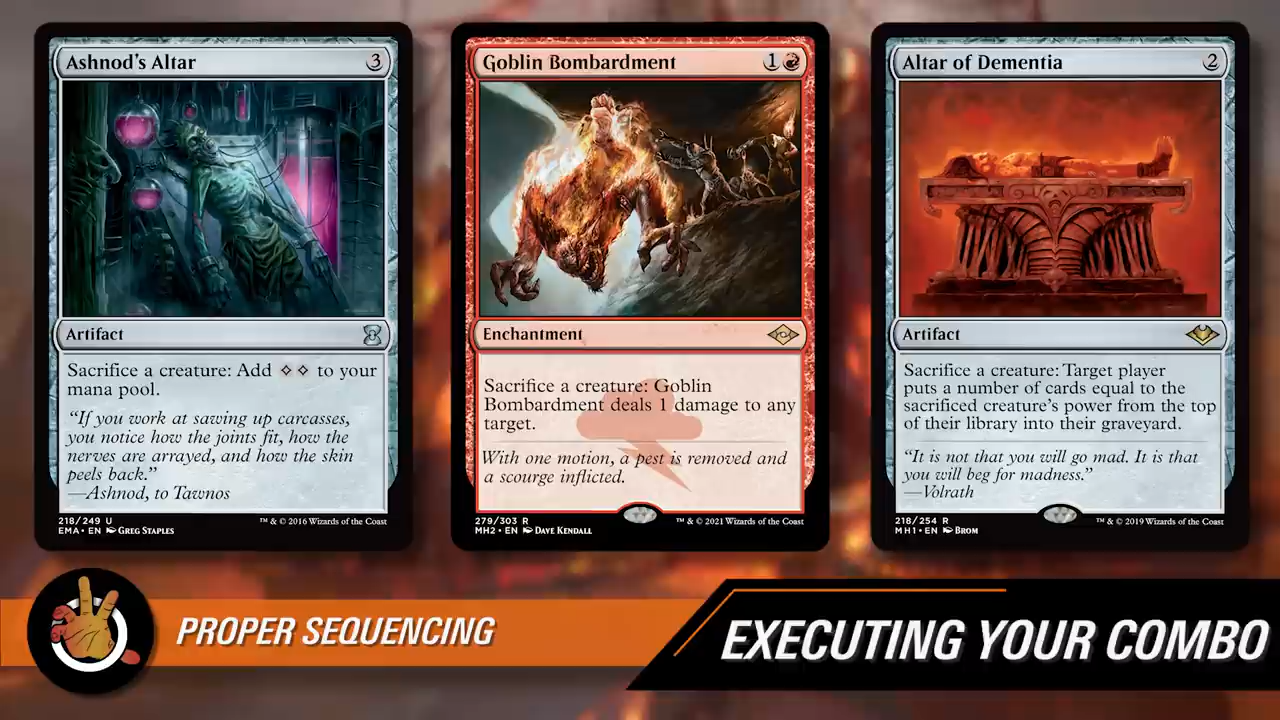 Ashnod's Altar 3
Artifact
Sacrifice a creature: Add ◇◇ to your
mana pool.
"If you work at sawing up carcasses,
you notice how the joints fit, how the
nerves are arrayed, and how the skin
peels back."
—Ashnod, to Tawnos
218/249 U
EMA • EN Greg Staples
™ & © 2016 Wizards of the Coast
Goblin Bombardment 1
Enchantment
Sacrifice a creature: Goblin
Bombardment deals 1 damage to any
target.
With one motion, a pest is removed and
a scourge inflicted.
279/303 R
MH2 • EN Dave Kendall
™ & © 2021 Wizards of the Coast
Altar of Dementia 2
Artifact
Sacrifice a creature: Target player
puts a number of cards equal to the
sacrificed creature's power from the top
of their library into their graveyard.
"It is not that you will go mad. It is that
you will beg for madness."
—Volrath
218/254 R
MH1 • EN Brom
™ & © 2019 Wizards of the Coast
PROPER SEQUENCING
EXECUTING YOUR COMBO